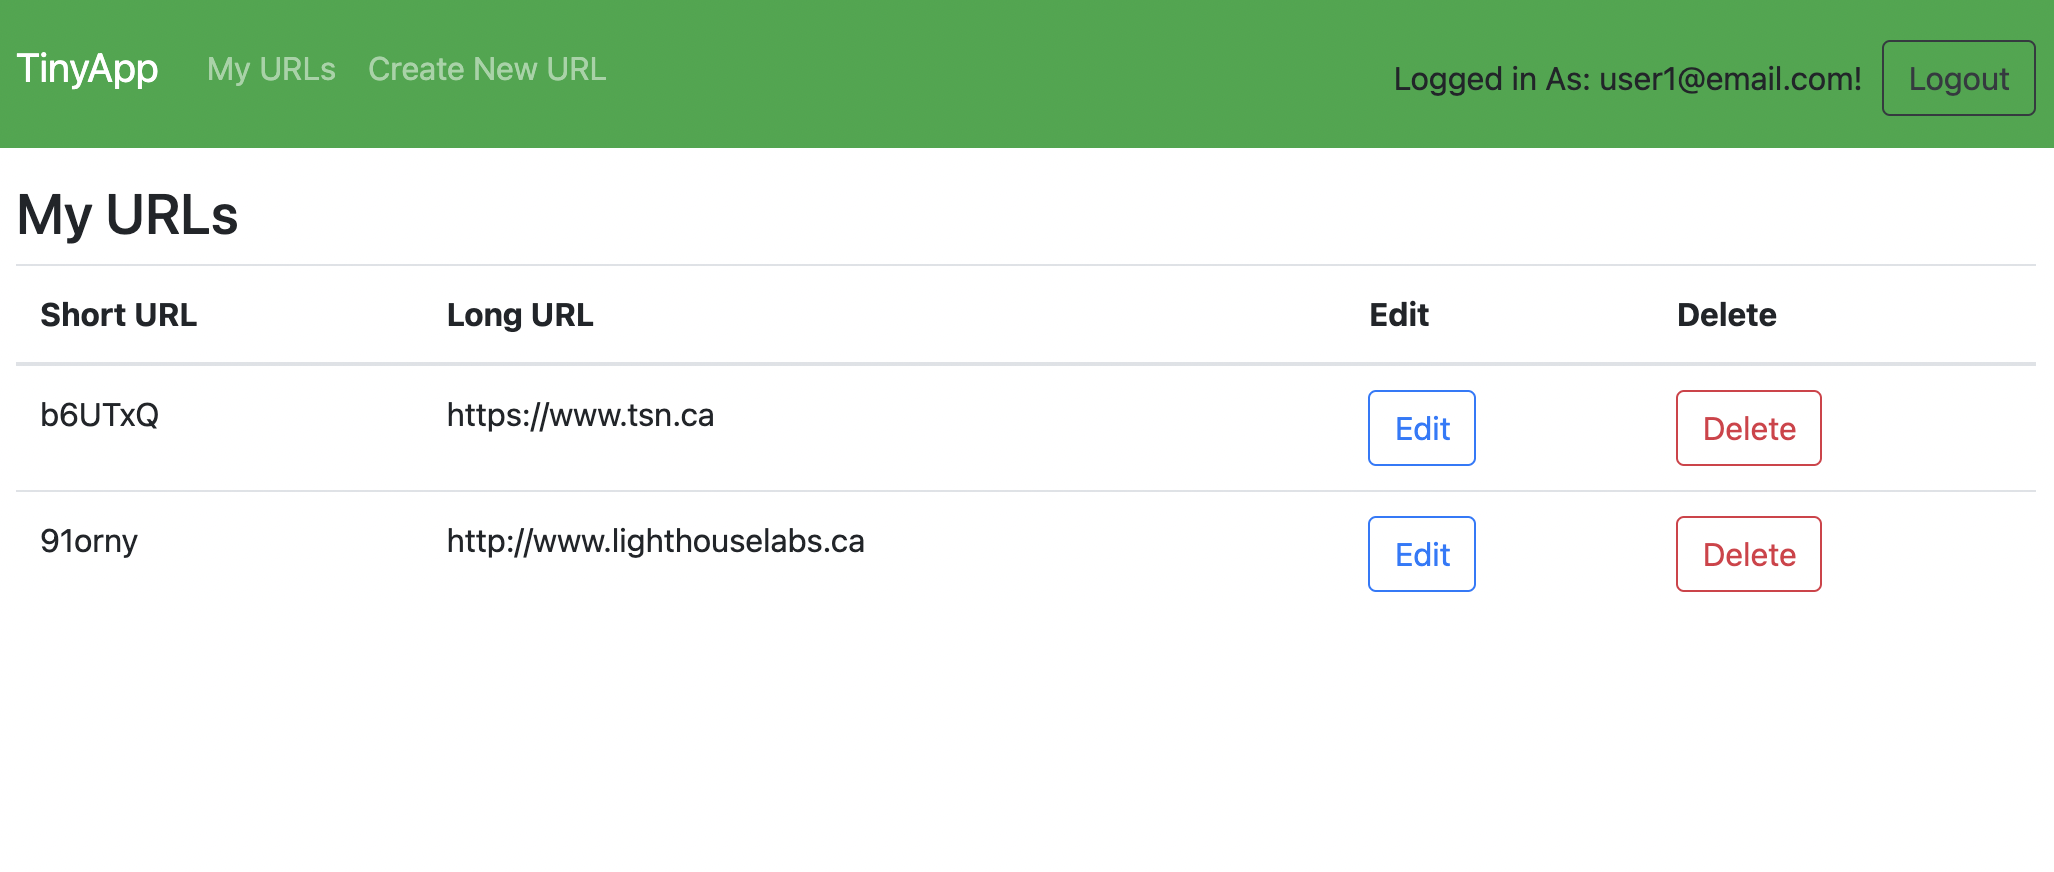 TinyApp My URLs Create New URL Logged in As: user1@email.com! Logout
My URLs
Short URL Long URL Edit Delete
b6UTxQ https://www.tsn.ca Edit Delete
91orny http://www.lighthouselabs.ca Edit Delete